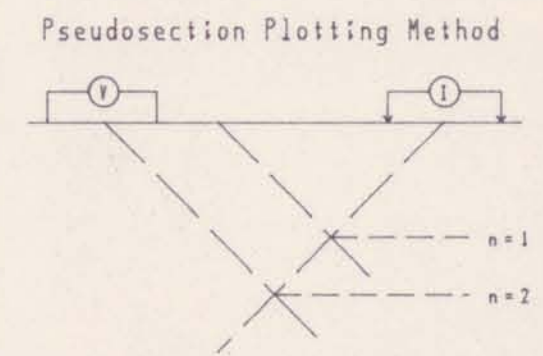 Pseudosection Plotting Method
V
I
n = 1
n = 2